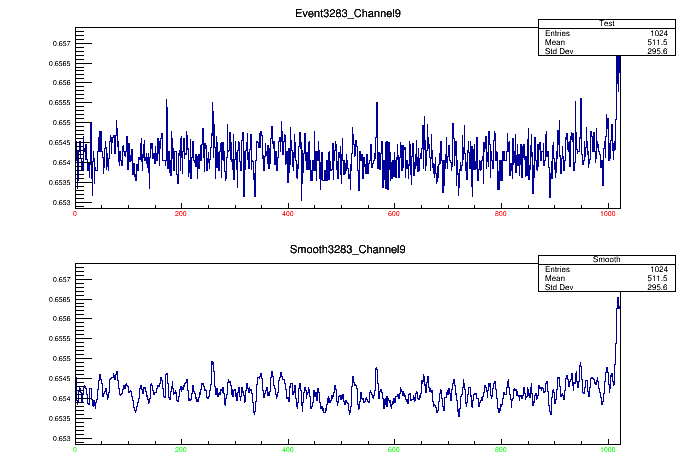 Event3283_Channel9
Test
Entries 1024
Mean 511.5
Std Dev 295.6
0.657
0.6565
0.656
0.6555
0.655
0.6545
0.654
0.6535
0.653
0 200 400 600 800 1000
Smooth3283_Channel9
Smooth
Entries 1024
Mean 511.5
Std Dev 295.6
0.657
0.6565
0.656
0.6555
0.655
0.6545
0.654
0.6535
0.653
0 200 400 600 800 1000